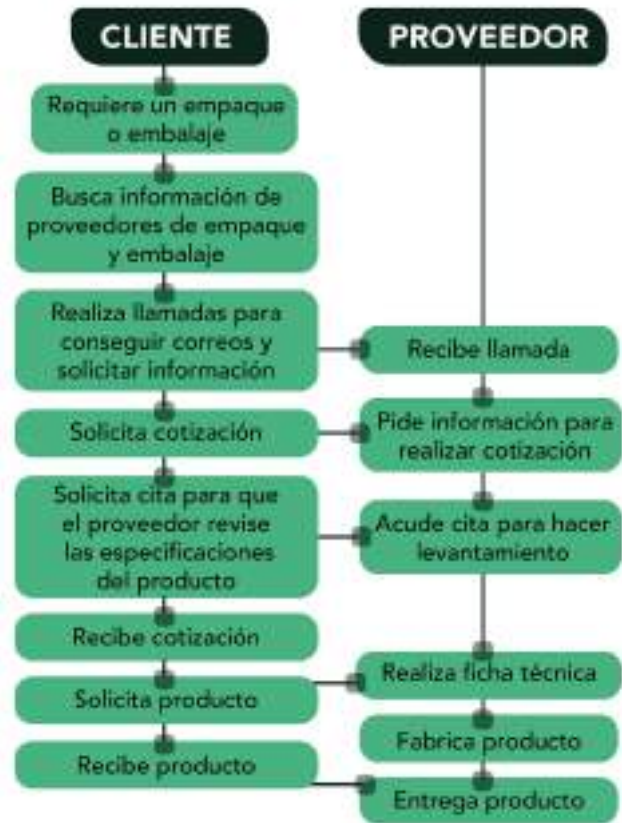 CLIENTE
Requiere un empaque
o embalaje
Busca información de
proveedores de empaque
y embalaje
Realiza llamadas para
conseguir correos y
solicitar información
Solicita cotización
Solicita cita para que
el proveedor revise
las especificaciones
del producto
Recibe cotización
Solicita producto
Recibe producto
PROVEEDOR
Recibe llamada
Pide información para
realizar cotización
Acude cita para hacer
levantamiento
Realiza ficha técnica
Fabrica producto
Entrega producto